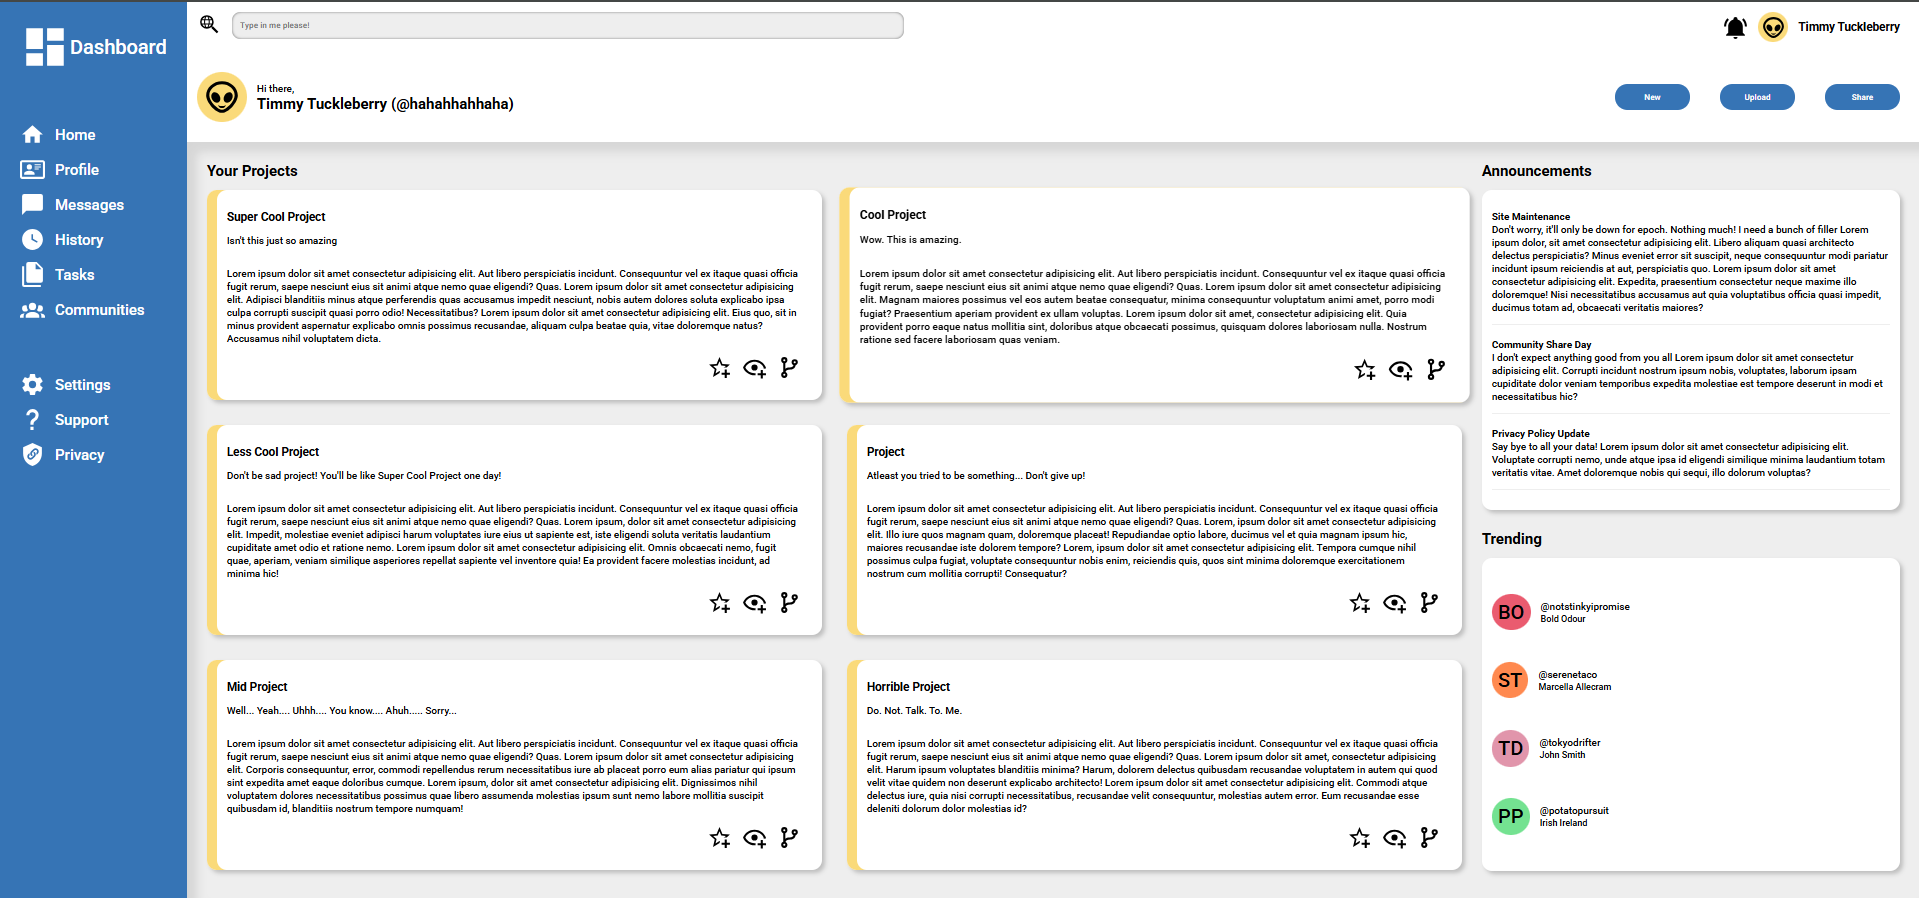 Dashboard
Home
Profile
Messages
History
Tasks
Communities
Settings
Support
Privacy
Type in me please!
Timmy Tuckleberry
Hi there,
Timmy Tuckleberry (@hahahhahhaha)
New
Upload
Share
Your Projects
Super Cool Project
Isn't this just so amazing
Lorem ipsum dolor sit amet consectetur adipisicing elit. Aut libero perspiciatis incidunt. Consequuntur vel ex itaque quasi officia
fugit rerum, saepe nesciunt eius sit animi atque nemo quae eligendi? Quas. Lorem ipsum dolor sit amet consectetur adipisicing
elit. Adipisci blanditiis minus atque perferendis quas accusamus impedit nesciunt, nobis autem dolores soluta explicabo ipsa
culpa corrupti suscipit quasi porro odio! Necessitatibus? Lorem ipsum dolor sit amet consectetur adipisicing elit. Eius quo, sit in
minus provident aspernatur explicabo omnis possimus recusandae, aliquam culpa beatae quia, vitae doloremque natus?
Accusamus nihil voluptatem dicta.
Cool Project
Wow. This is amazing.
Lorem ipsum dolor sit amet consectetur adipisicing elit. Aut libero perspiciatis incidunt. Consequuntur vel ex itaque quasi officia
fugit rerum, saepe nesciunt eius sit animi atque nemo quae eligendi? Quas. Lorem ipsum dolor sit amet consectetur adipisicing
elit. Magnam maiores possimus vel eos autem beatae consequatur, minima consequuntur voluptatum animi amet, porro modi
fugiat? Praesentium aperiam provident ex ullam voluptas. Lorem ipsum dolor sit amet, consectetur adipisicing elit. Quia
provident porro eaque natus mollitia sint, doloribus atque obcaecati possimus, quisquam dolores laboriosam nulla. Nostrum
ratione sed facere laboriosam quas veniam.
Less Cool Project
Don't be sad project! You'll be like Super Cool Project one day!
Lorem ipsum dolor sit amet consectetur adipisicing elit. Aut libero perspiciatis incidunt. Consequuntur vel ex itaque quasi officia
fugit rerum, saepe nesciunt eius sit animi atque nemo quae eligendi? Quas. Lorem ipsum, dolor sit amet consectetur adipisicing
elit. Impedit, molestiae eveniet adipisci harum voluptates iure eius ut sapiente est, iste eligendi soluta veritatis laudantium
cupiditate amet odio et ratione nemo. Lorem ipsum dolor sit amet consectetur adipisicing elit. Omnis obcaecati nemo, fugit
quae, aperiam, veniam similique asperiores repellat sapiente vel inventore quia! Ea provident facere molestias incidunt, ad
minima hic!
Project
Atleast you tried to be something... Don't give up!
Lorem ipsum dolor sit amet consectetur adipisicing elit. Aut libero perspiciatis incidunt. Consequuntur vel ex itaque quasi officia
fugit rerum, saepe nesciunt eius sit animi atque nemo quae eligendi? Quas. Lorem, ipsum dolor sit amet consectetur adipisicing
elit. Illo iure quos magnam quam, doloremque placeat! Repudiandae optio labore, ducimus vel et quia magnam ipsum hic,
maiores recusandae iste dolorem tempore? Lorem, ipsum dolor sit amet consectetur adipisicing elit. Tempora cumque nihil
possimus culpa fugiat, voluptate consequuntur nobis enim, reiciendis quis, quos sint minima doloremque exercitationem
nostrum cum mollitia corrupti! Consequatur?
Mid Project
Well... Yeah.... Uhhh.... You know.... Ahuh..... Sorry...
Lorem ipsum dolor sit amet consectetur adipisicing elit. Aut libero perspiciatis incidunt. Consequuntur vel ex itaque quasi officia
fugit rerum, saepe nesciunt eius sit animi atque nemo quae eligendi? Quas. Lorem ipsum dolor sit amet consectetur adipisicing
elit. Corporis consequuntur, error, commodi repellendus rerum necessitatibus iure ab placeat porro eum alias pariatur qui ipsum
sint expedita amet eaque doloribus cumque. Lorem ipsum, dolor sit amet consectetur adipisicing elit. Dignissimos nihil
voluptatem dolores necessitatibus possimus quae libero assumenda molestias ipsum sunt nemo labore mollitia suscipit
quibusdam id, blanditiis nostrum tempore numquam!
Horrible Project
Do. Not. Talk. To. Me.
Lorem ipsum dolor sit amet consectetur adipisicing elit. Aut libero perspiciatis incidunt. Consequuntur vel ex itaque quasi officia
fugit rerum, saepe nesciunt eius sit animi atque nemo quae eligendi? Quas. Lorem ipsum dolor sit amet, consectetur adipisicing
elit. Harum ipsum voluptates blanditiis minima? Harum, dolorem delectus quibusdam recusandae voluptatem in autem qui quod
velit vitae quidem non deserunt explicabo architecto! Lorem ipsum dolor sit amet consectetur adipisicing elit. Commodi atque
delectus iure, quia nisi corrupti necessitatibus, recusandae velit consequuntur, molestias autem error. Eum recusandae esse
deleniti dolorum dolor molestias id?
Announcements
Site Maintenance
Don't worry, it'll only be down for epoch. Nothing much! I need a bunch of filler Lorem
ipsum dolor, sit amet consectetur adipisicing elit. Libero aliquam quasi architecto
delectus perspiciatis? Minus eveniet error sit suscipit, neque consequuntur modi pariatur
incidunt ipsum reiciendis at aut, perspiciatis quo. Lorem ipsum dolor sit amet
consectetur adipisicing elit. Expedita, praesentium consectetur neque maxime illo
doloremque! Nisi necessitatibus accusamus aut quia voluptatibus officia quasi impedit,
ducimus totam ad, obcaecati veritatis maiores?
Community Share Day
I don't expect anything good from you all Lorem ipsum dolor sit amet consectetur
adipisicing elit. Corrupti incidunt nostrum ipsum nobis, voluptates, laborum ipsam
cupiditate dolor veniam temporibus expedita molestiae est tempore deserunt in modi et
necessitatibus hic?
Privacy Policy Update
Say bye to all your data! Lorem ipsum dolor sit amet consectetur adipisicing elit.
Voluptate corrupti nemo, unde atque ipsa id eligendi similique minima laudantium totam
veritatis vitae. Amet doloremque nobis qui sequi, illo dolorum voluptas?
Trending
BO
@notstinkyipromise
Bold Odour
ST
@serenetaco
Marcella Allecram
TD
@tokyodrifter
John Smith
PP
@potatopursuit
Irish Ireland